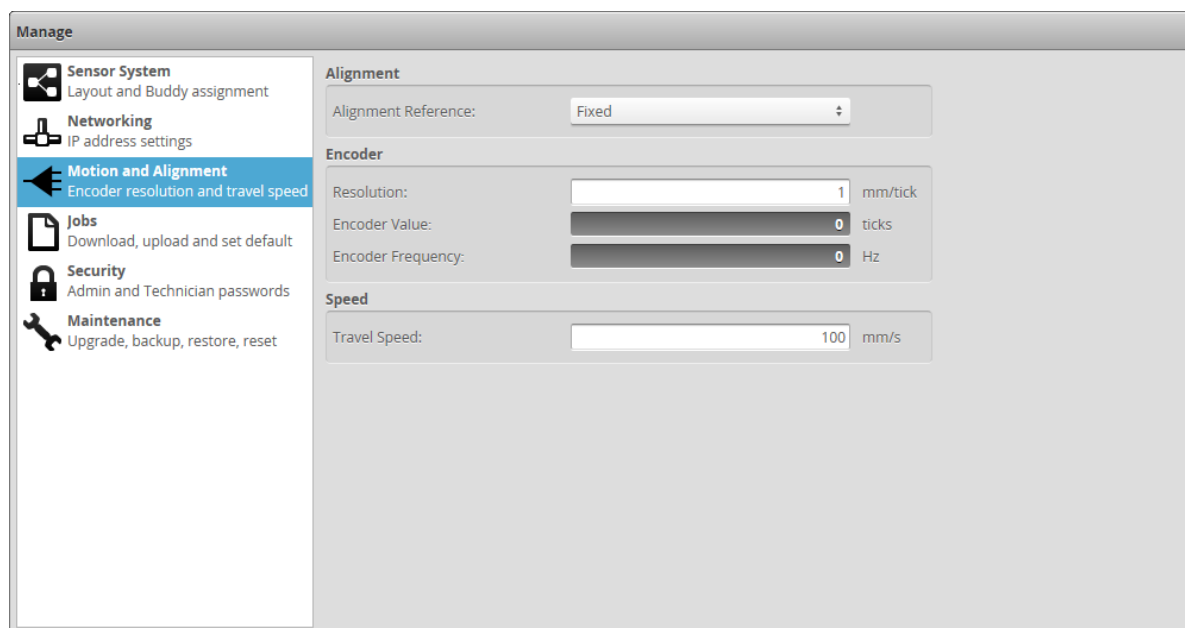 Manage
Sensor System
Layout and Buddy assignment
Networking
IP address settings
Motion and Alignment
Encoder resolution and travel speed
Jobs
Download, upload and set default
Security
Admin and Technician passwords
Maintenance
Upgrade, backup, restore, reset
Alignment
Alignment Reference: Fixed
Encoder
Resolution: 1 mm/tick
Encoder Value: 0 ticks
Encoder Frequency: 0 Hz
Speed
Travel Speed: 100 mm/s